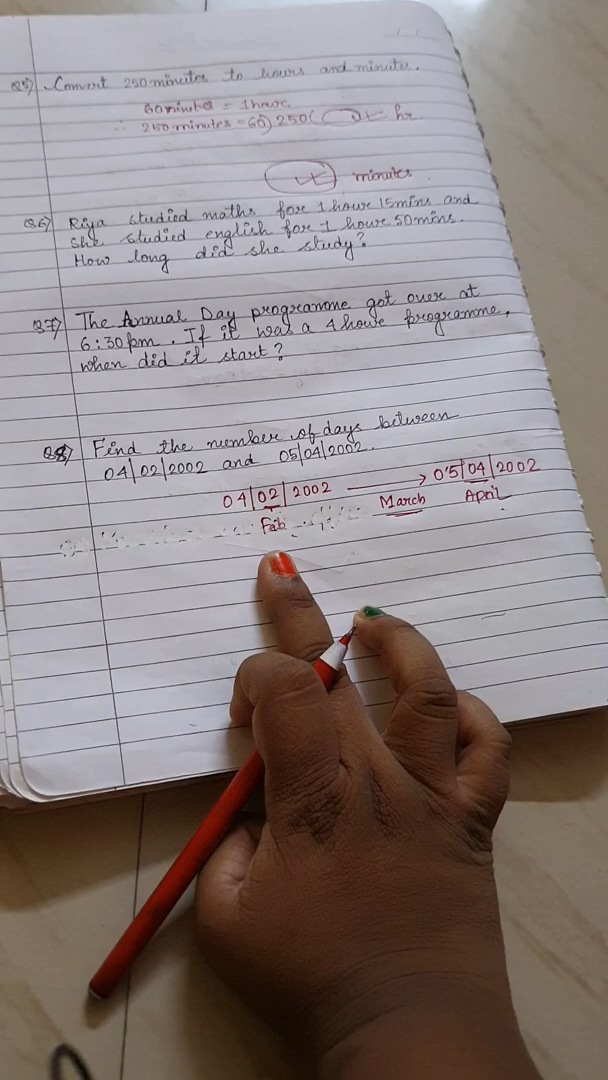 Q5) Convert 250 minutes to hours and minutes.
60 minutes = 1 hour.
∴ 250 minutes = 60) 250 ( hr
minutes.
Q6) Riya studied maths for 1 hour 15 mins and
she studied english for 1 hour 50 mins.
How long did she study?
Q7) The Annual Day programme got over at
6:30 pm. If it was a 4 hour programme,
when did it start?
Q8) Find the number of days between
04/02/2002 and 05/04/2002.
04/02/2002 → 05/04/2002
Feb March April